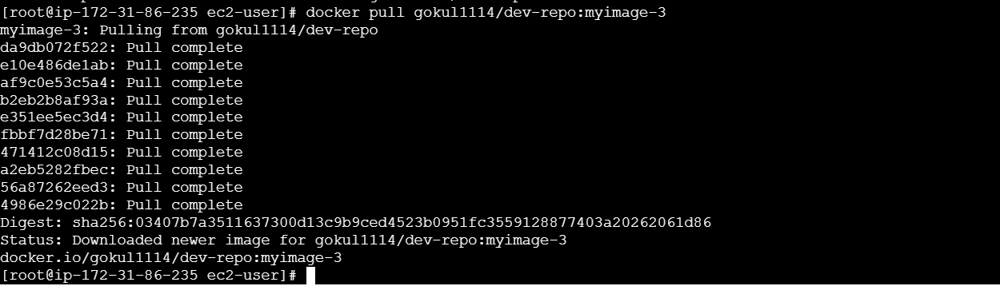 [root@ip-172-31-86-235 ec2-user]# docker pull gokul1114/dev-repo:myimage-3
myimage-3: Pulling from gokul1114/dev-repo
da9db072f522: Pull complete
e10e486de1ab: Pull complete
af9c0e53c5a4: Pull complete
b2eb2b8af93a: Pull complete
e351ee5ec3d4: Pull complete
fbbf7d28be71: Pull complete
471412c08d15: Pull complete
a2eb5282fbec: Pull complete
56a87262eed3: Pull complete
4986e29c022b: Pull complete
Digest: sha256:03407b7a3511637300d13c9b9ced4523b0951fc3559128877403a20262061d86
Status: Downloaded newer image for gokul1114/dev-repo:myimage-3
docker.io/gokul1114/dev-repo:myimage-3
[root@ip-172-31-86-235 ec2-user]#